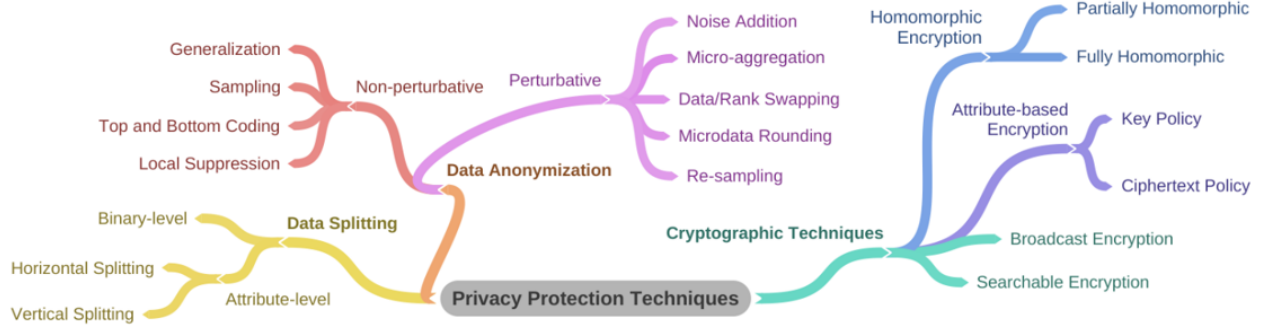 Privacy Protection Techniques
Data Anonymization
Non-perturbative
Generalization
Sampling
Top and Bottom Coding
Local Suppression
Perturbative
Noise Addition
Micro-aggregation
Data/Rank Swapping
Microdata Rounding
Re-sampling
Data Splitting
Binary-level
Attribute-level
Horizontal Splitting
Vertical Splitting
Cryptographic Techniques
Homomorphic
Encryption
Partially Homomorphic
Fully Homomorphic
Attribute-based
Encryption
Key Policy
Ciphertext Policy
Broadcast Encryption
Searchable Encryption